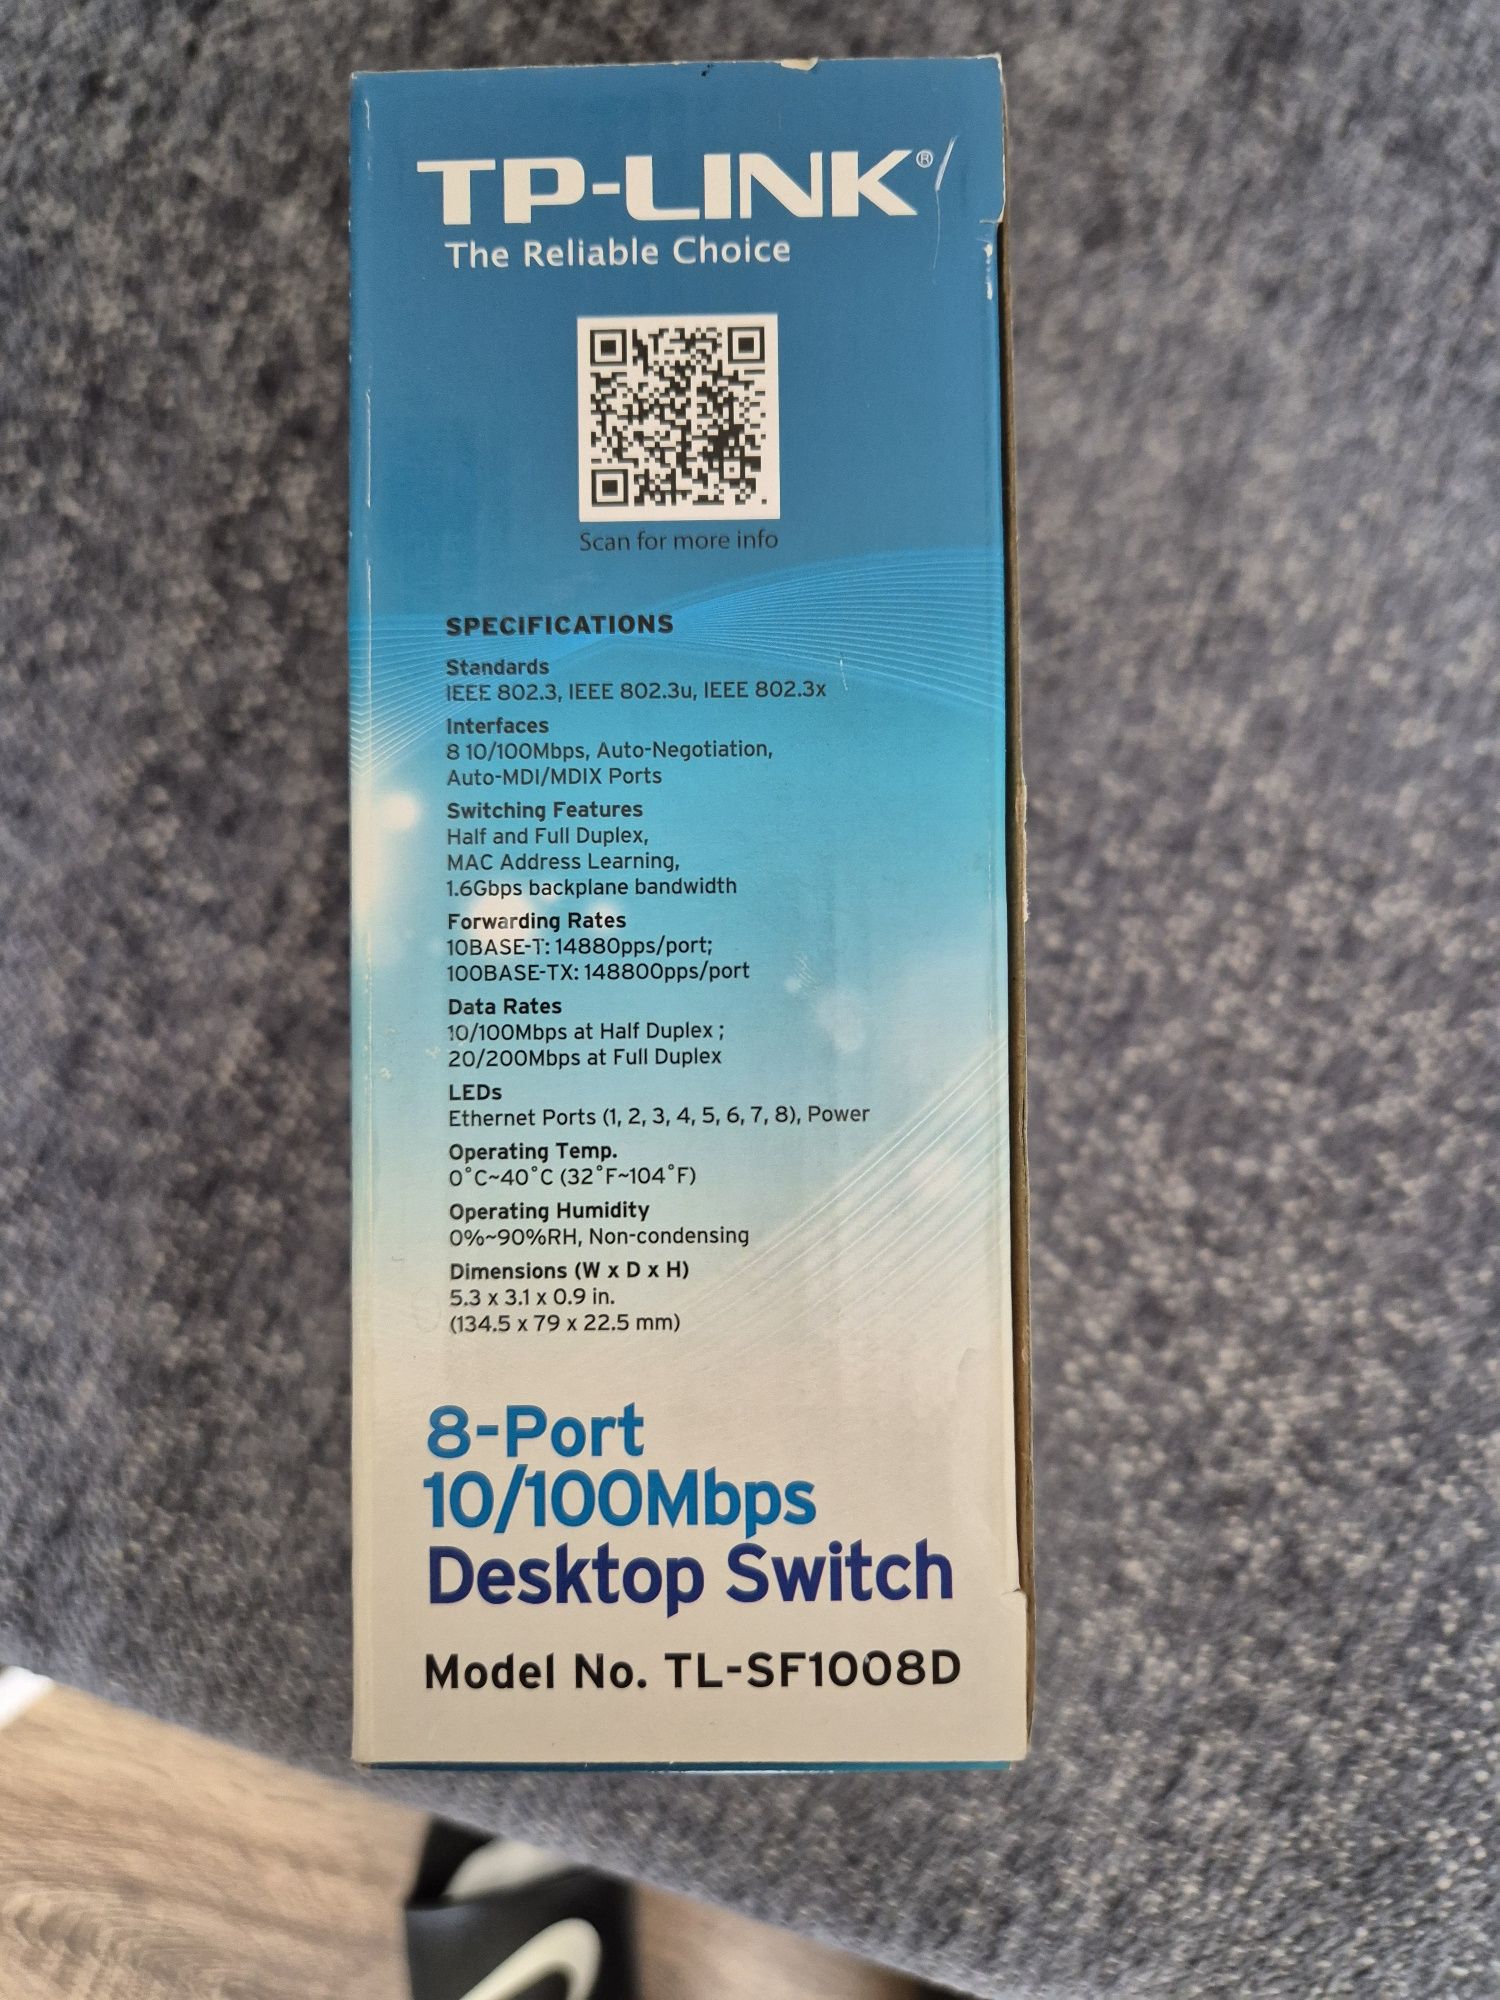 TP-LINK®
The Reliable Choice
Scan for more info
SPECIFICATIONS
Standards
IEEE 802.3, IEEE 802.3u, IEEE 802.3x
Interfaces
8 10/100Mbps, Auto-Negotiation,
Auto-MDI/MDIX Ports
Switching Features
Half and Full Duplex,
MAC Address Learning,
1.6Gbps backplane bandwidth
Forwarding Rates
10BASE-T: 14880pps/port;
100BASE-TX: 148800pps/port
Data Rates
10/100Mbps at Half Duplex ;
20/200Mbps at Full Duplex
LEDs
Ethernet Ports (1, 2, 3, 4, 5, 6, 7, 8), Power
Operating Temp.
0°C~40°C (32°F~104°F)
Operating Humidity
0%~90%RH, Non-condensing
Dimensions (W x D x H)
5.3 x 3.1 x 0.9 in.
(134.5 x 79 x 22.5 mm)
8-Port
10/100Mbps
Desktop Switch
Model No. TL-SF1008D